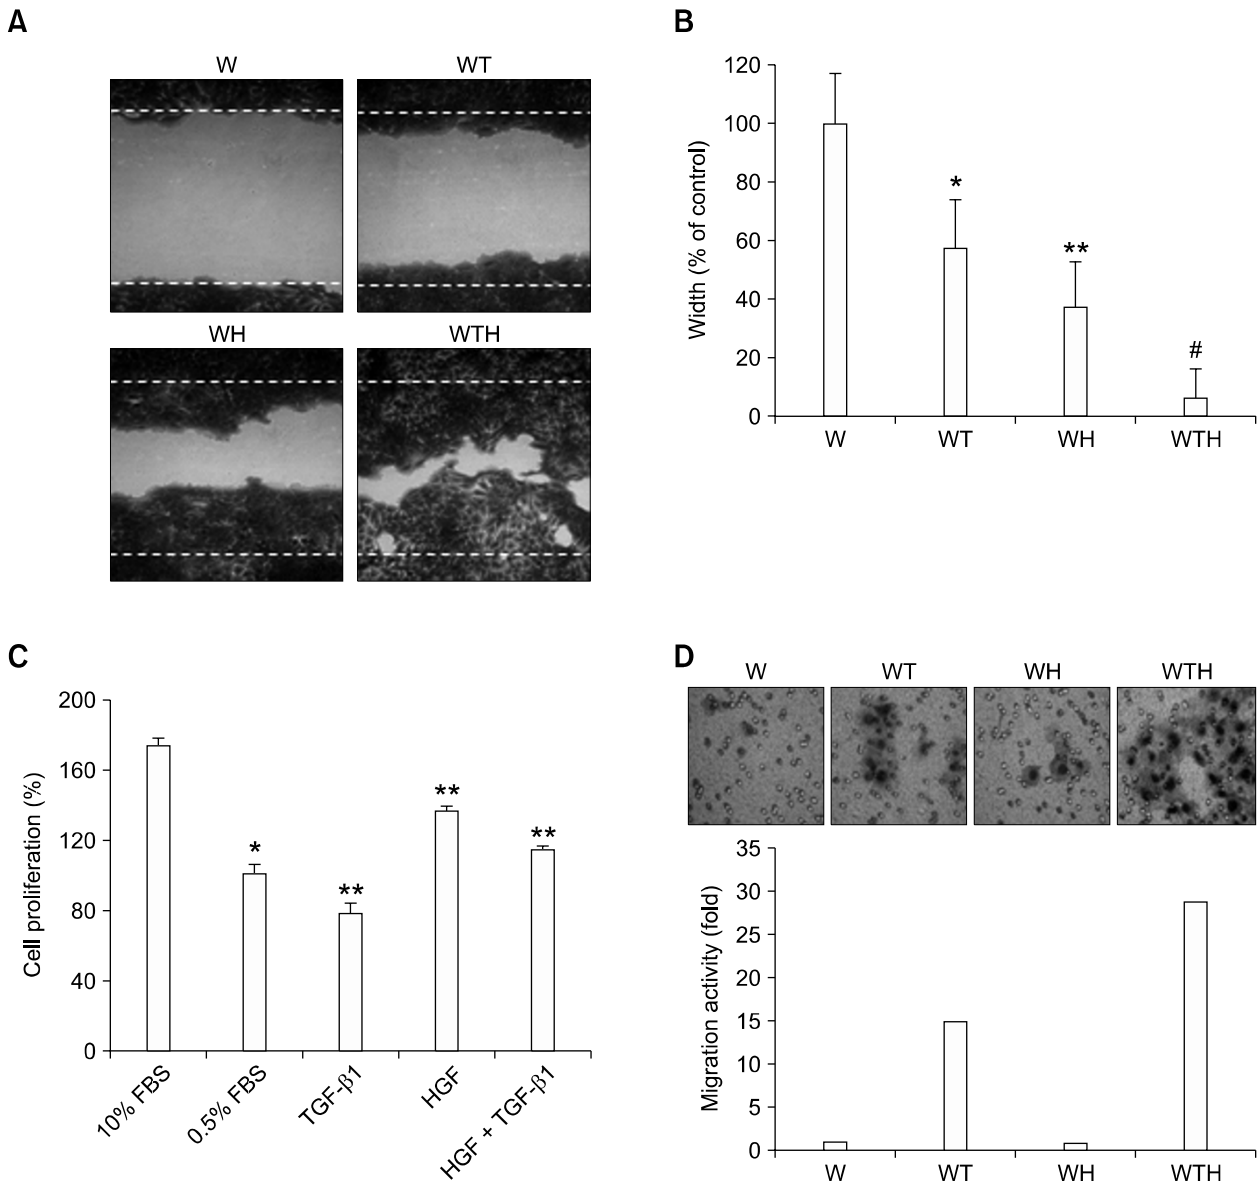 A
W WT
WH WTH
B
120
100
80
60
40
20
0
Width (% of control)
*
**
#
W WT WH WTH
C
200
160
120
80
40
0
Cell proliferation (%)
*
**
**
**
10% FBS
0.5% FBS
TGF-β1
HGF
HGF + TGF-β1
D
W WT WH WTH
35
30
25
20
15
10
5
0
Migration activity (fold)
W WT WH WTH